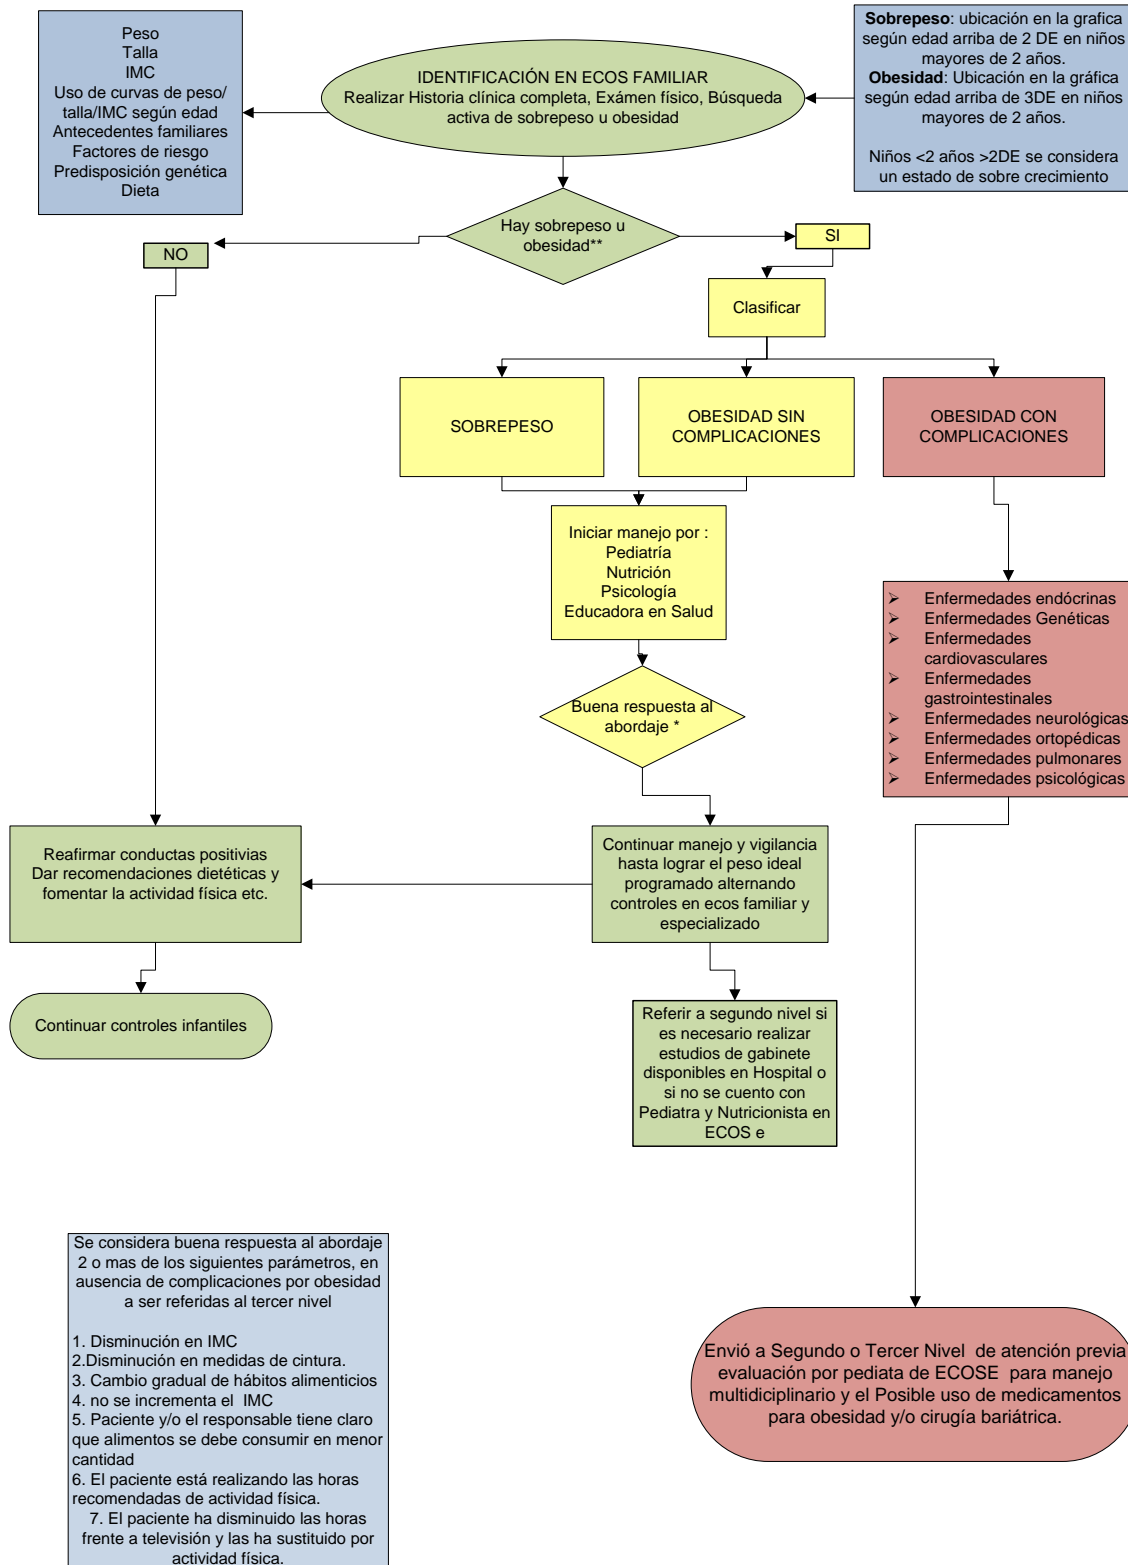 Peso
Talla
IMC
Uso de curvas de peso/
talla/IMC según edad
Antecedentes familiares
Factores de riesgo
Predisposición genética
Dieta
IDENTIFICACIÓN EN ECOS FAMILIAR
Realizar Historia clínica completa, Exámen físico, Búsqueda
activa de sobrepeso u obesidad
Sobrepeso: ubicación en la grafica
según edad arriba de 2 DE en niños
mayores de 2 años.
Obesidad: Ubicación en la gráfica
según edad arriba de 3DE en niños
mayores de 2 años.
Niños <2 años >2DE se considera
un estado de sobre crecimiento
Hay sobrepeso u
obesidad**
NO
SI
Clasificar
SOBREPESO
OBESIDAD SIN
COMPLICACIONES
OBESIDAD CON
COMPLICACIONES
Iniciar manejo por :
Pediatría
Nutrición
Psicología
Educadora en Salud
➢ Enfermedades endócrinas
➢ Enfermedades Genéticas
➢ Enfermedades
cardiovasculares
➢ Enfermedades
gastrointestinales
➢ Enfermedades neurológicas
➢ Enfermedades ortopédicas
➢ Enfermedades pulmonares
➢ Enfermedades psicológicas
Buena respuesta al
abordaje *
Reafirmar conductas positivias
Dar recomendaciones dietéticas y
fomentar la actividad física etc.
Continuar manejo y vigilancia
hasta lograr el peso ideal
programado alternando
controles en ecos familiar y
especializado
Continuar controles infantiles
Referir a segundo nivel si
es necesario realizar
estudios de gabinete
disponibles en Hospital o
si no se cuento con
Pediatra y Nutricionista en
ECOS e
Se considera buena respuesta al abordaje
2 o mas de los siguientes parámetros, en
ausencia de complicaciones por obesidad
a ser referidas al tercer nivel
1. Disminución en IMC
2.Disminución en medidas de cintura.
3. Cambio gradual de hábitos alimenticios
4. no se incrementa el IMC
5. Paciente y/o el responsable tiene claro
que alimentos se debe consumir en menor
cantidad
6. El paciente está realizando las horas
recomendadas de actividad física.
7. El paciente ha disminuido las horas
frente a televisión y las ha sustituido por
actividad física.
Envió a Segundo o Tercer Nivel de atención previa
evaluación por pediata de ECOSE para manejo
multidiciplinario y el Posible uso de medicamentos
para obesidad y/o cirugía bariátrica.